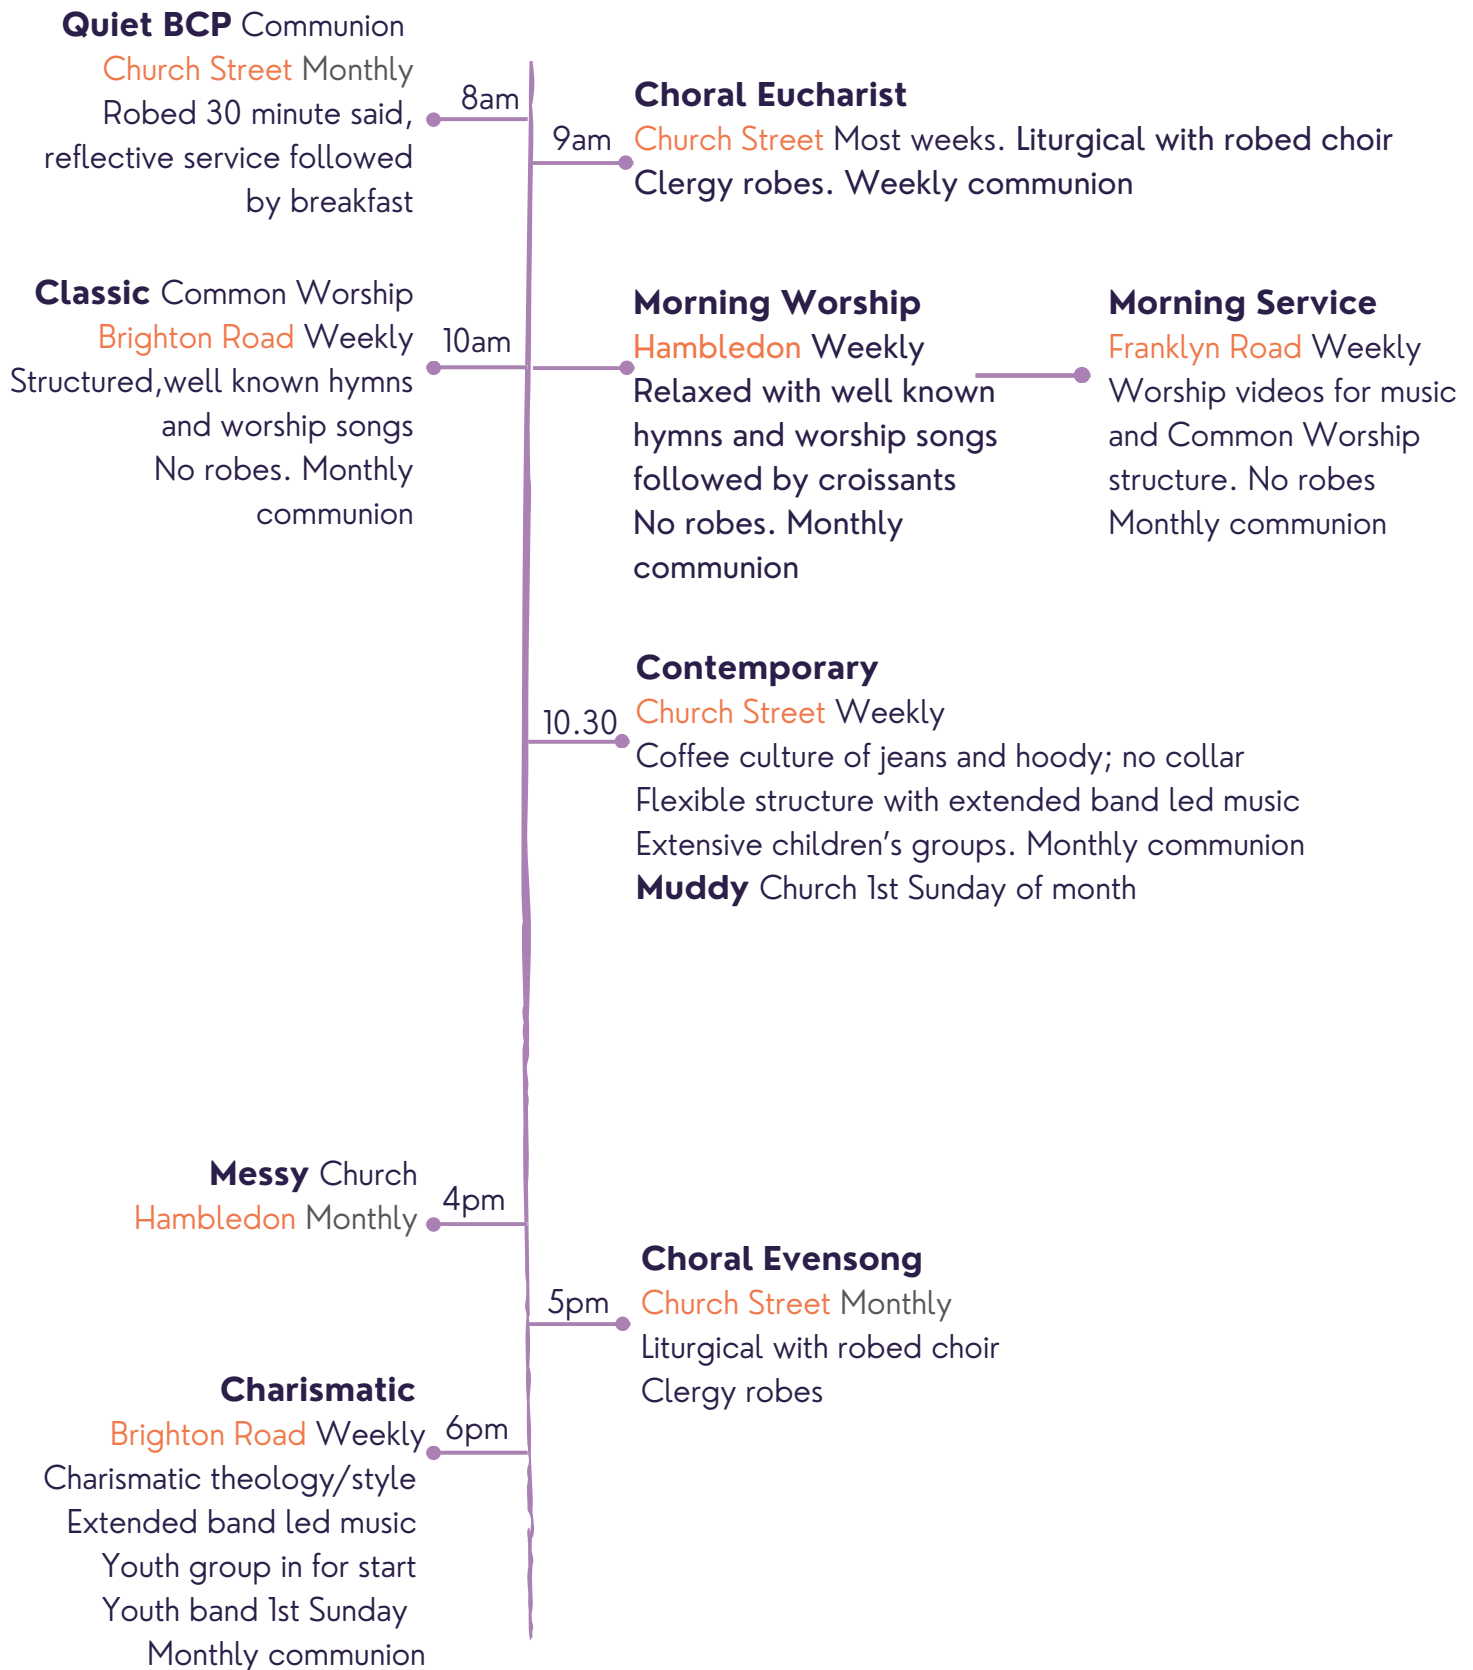 Quiet BCP Communion
Church Street Monthly
Robed 30 minute said,
reflective service followed
by breakfast
8am
9am
Choral Eucharist
Church Street Most weeks. Liturgical with robed choir
Clergy robes. Weekly communion
Classic Common Worship
Brighton Road Weekly
Structured,well known hymns
and worship songs
No robes. Monthly
communion
10am
Morning Worship
Hambledon Weekly
Relaxed with well known
hymns and worship songs
followed by croissants
No robes. Monthly
communion
Morning Service
Franklyn Road Weekly
Worship videos for music
and Common Worship
structure. No robes
Monthly communion
10.30
Contemporary
Church Street Weekly
Coffee culture of jeans and hoody; no collar
Flexible structure with extended band led music
Extensive children's groups. Monthly communion
Muddy Church 1st Sunday of month
Messy Church
Hambledon Monthly
4pm
5pm
Choral Evensong
Church Street Monthly
Liturgical with robed choir
Clergy robes
Charismatic
Brighton Road Weekly
6pm
Charismatic theology/style
Extended band led music
Youth group in for start
Youth band 1st Sunday
Monthly communion